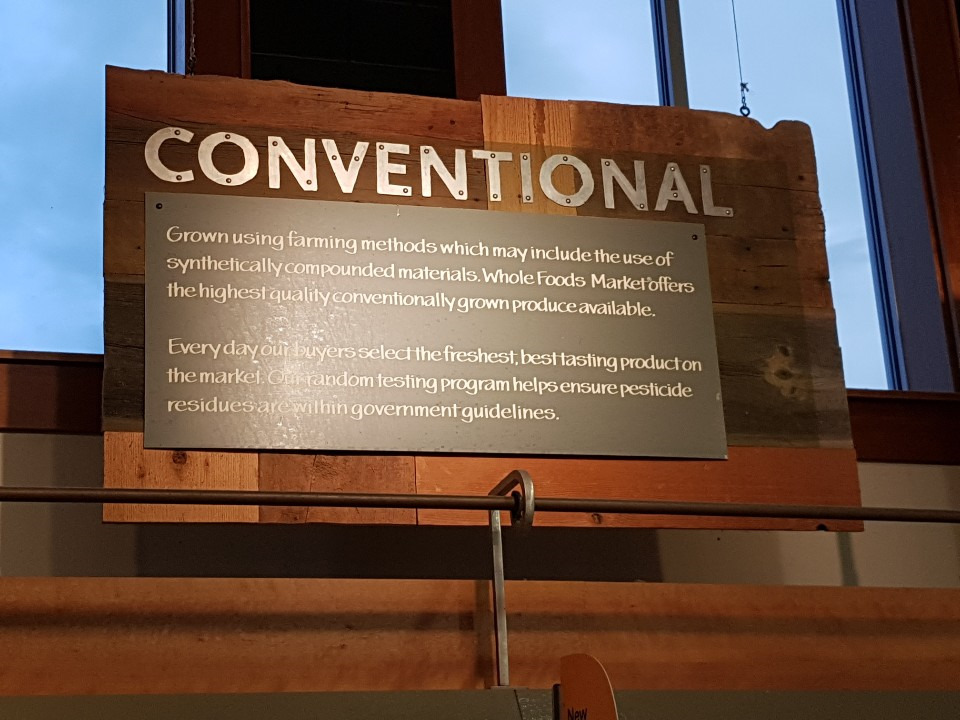 CONVENTIONAL
Grown using farming methods which may include the use of
synthetically compounded materials. Whole Foods Market® offers
the highest quality conventionally grown produce available.
Every day our buyers select the freshest, best tasting product on
the market. Our random testing program helps ensure pesticide
residues are within government guidelines.
New